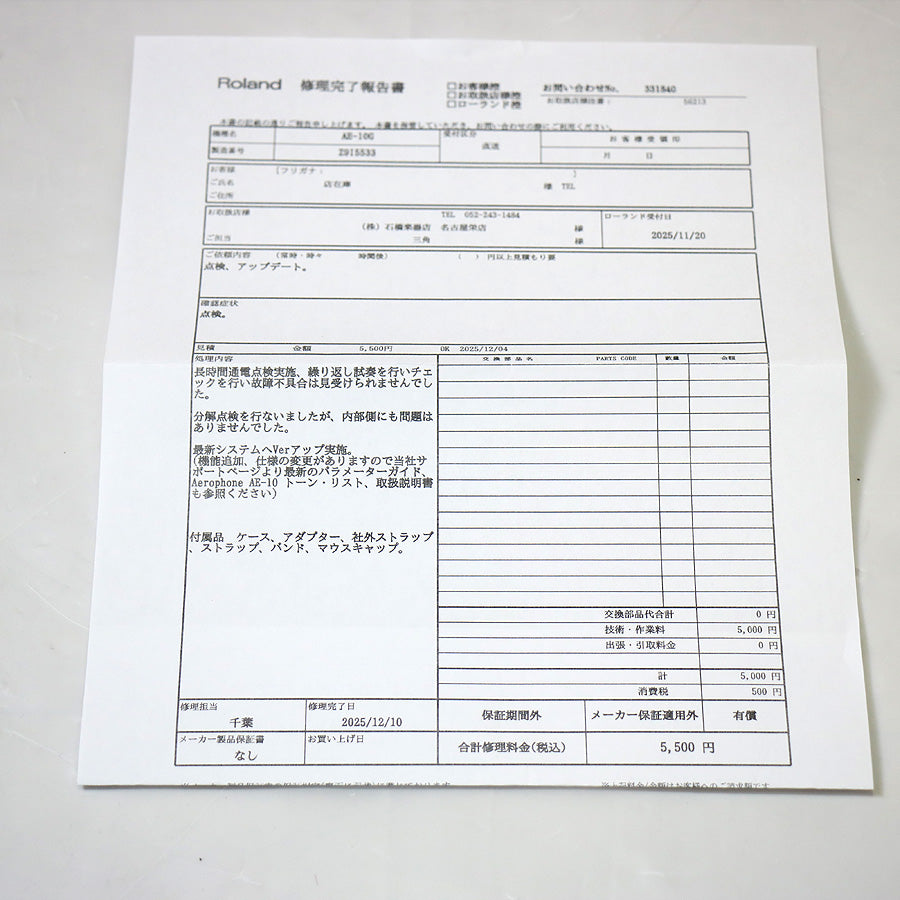 Roland 修理完了報告書
□お客様控
□お取扱店様控
□ローランド控
お問い合わせNo. 331840
お取扱店様注番： 56213
本書の記載の通りご報告申し上げます。 本書を保管していただき、お問い合わせの際にご利用ください。
機種名 AE-10G 受付区分 お客様受領印
製造番号 Z9I5533 直送 月 日
お客様 [フリガナ： ]
ご氏名 店在庫 様 TEL
ご住所
お取扱店様 TEL 052-243-1484 ローランド受付日
(株) 石橋楽器店 名古屋栄店 様
ご担当 三角 様 2025/11/20
ご依頼内容 (常時・時々 時間後) ( ) 円以上見積もり要
点検、アップデート。
確認症状
点検。
見積 金額 5,500円 OK 2025/12/04
処理内容 交換部品名 PARTS CODE 数量 金額
長時間通電点検実施、繰り返し試奏を行いチェ
ックを行い故障不具合は見受けられませんでし
た。
分解点検を行ないましたが、内部側にも問題は
ありませんでした。
最新システムへVerアップ実施。
(機能追加、仕様の変更がありますので当社サ
ポートページより最新のパラメーターガイド、
Aerophone AE-10 トーン・リスト、取扱説明書
も参照ください)
付属品 ケース、アダプター、社外ストラップ
、ストラップ、バンド、マウスキャップ。
交換部品代合計 0 円
技術・作業料 5,000 円
出張・引取料金 0 円
計 5,000 円
消費税 500 円
修理担当 修理完了日
千葉 2025/12/10
保証期間外 メーカー保証適用外 有償
メーカー製品保証書 お買い上げ日
なし
合計修理料金(税込) 5,500 円